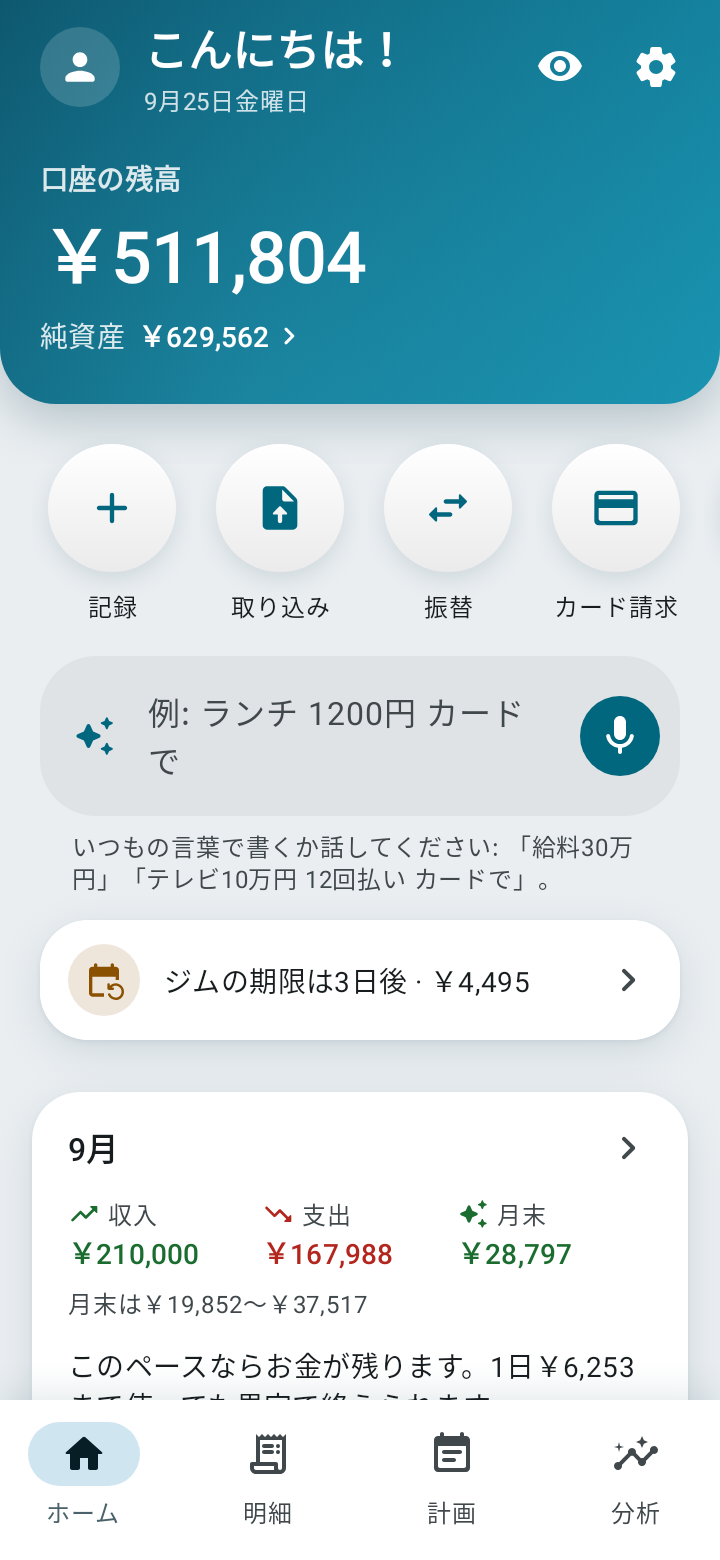 こんにちは！
9月25日金曜日
口座の残高
￥511,804
純資産 ￥629,562
記録
取り込み
振替
カード請求
例: ランチ 1200円 カード
で
いつもの言葉で書くか話してください: 「給料30万
円」「テレビ10万円 12回払い カードで」。
ジムの期限は3日後 · ￥4,495
9月
収入
支出
月末
￥210,000
￥167,988
￥28,797
月末は￥19,852〜￥37,517
このペースならお金が残ります。1日￥6,253
ホーム
明細
計画
分析